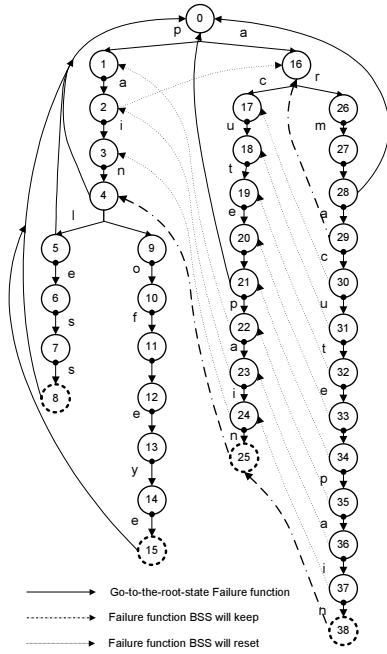 0
p a
1 16
a c r
2 17 26
i u m
3 18 27
n t
4 19 28
l e a
5 9 20 29
e o c
6 10 21 30
s f p u
7 11 22 31
s a t
8 12 23 32
e i e
13 24 33
y n
14 25 34
e p
15 35
a
36
i
37
n
38
Go-to-the-root-state Failure function
Failure function BSS will keep
Failure function BSS will reset